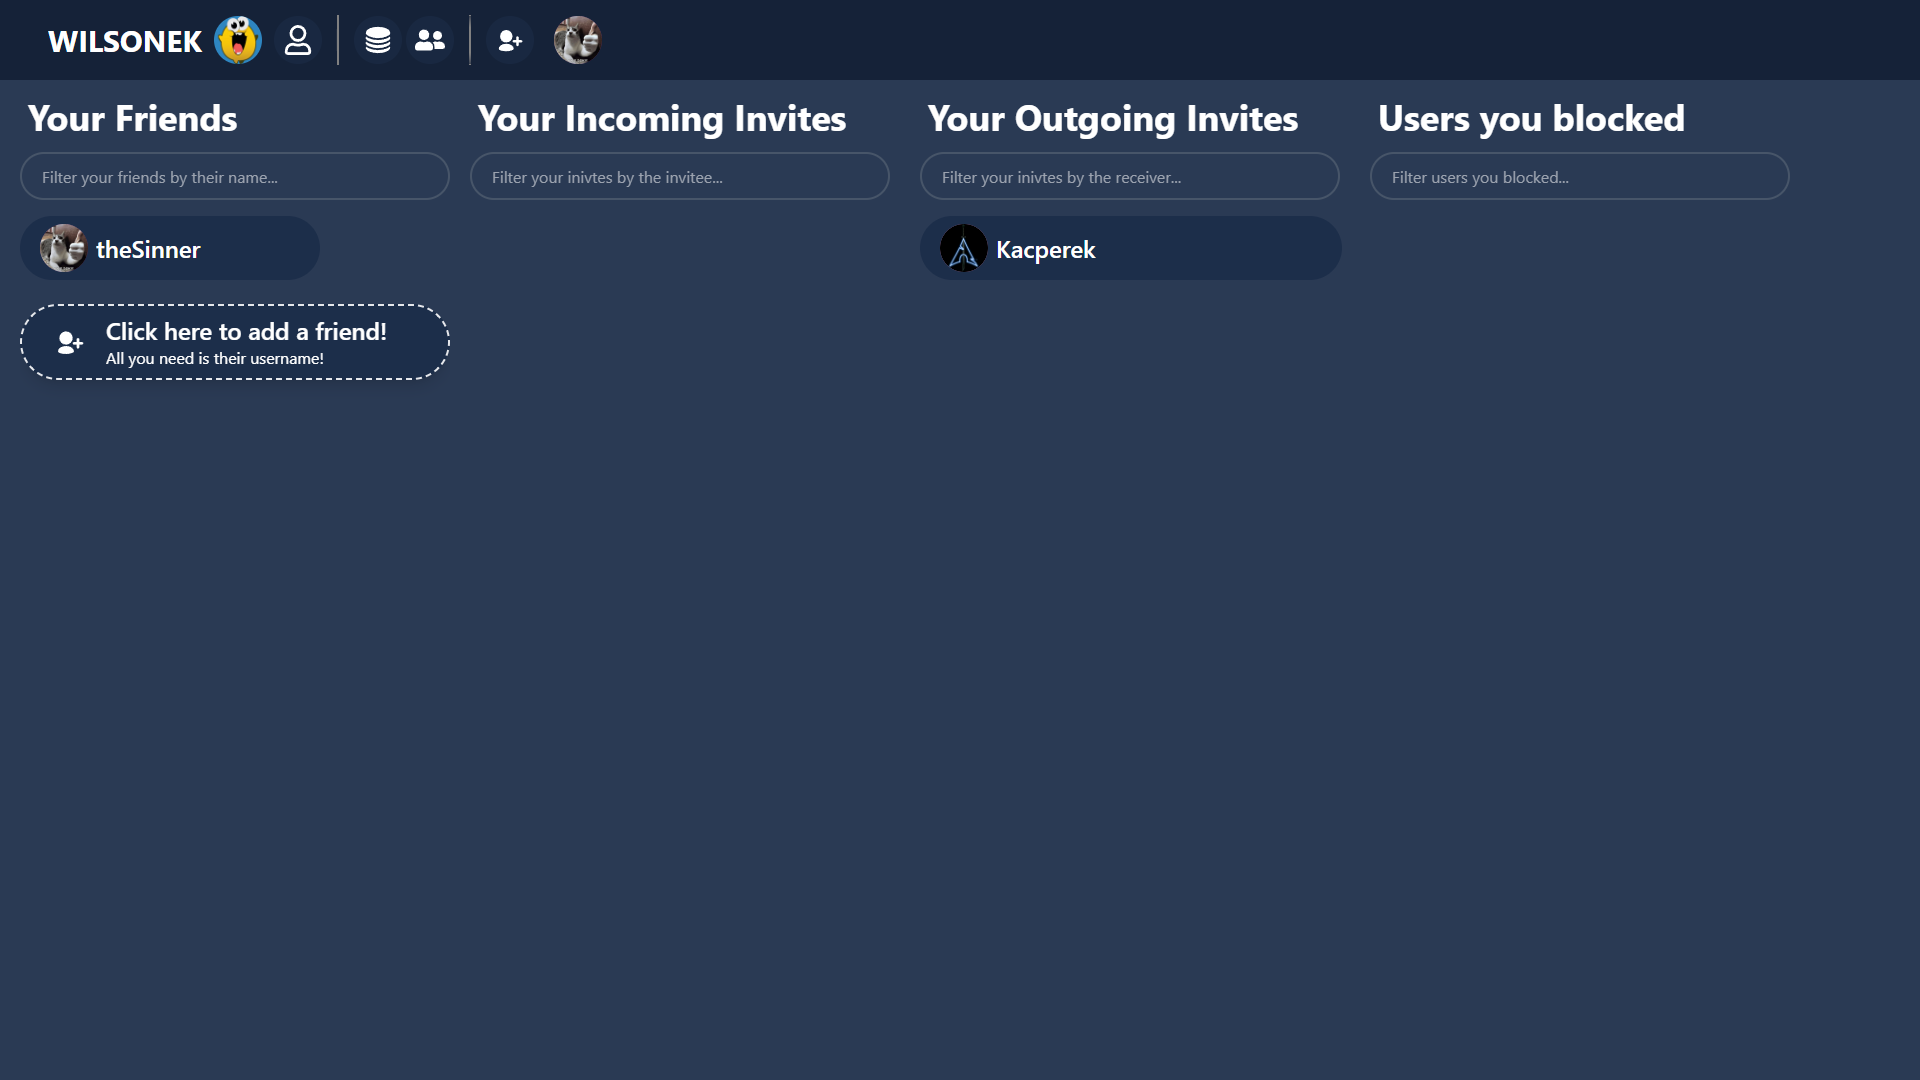 WILSONEK
Your Friends
Filter your friends by their name...
theSinner
Click here to add a friend!
All you need is their username!
Your Incoming Invites
Filter your inivtes by the invitee...
Your Outgoing Invites
Filter your inivtes by the receiver...
Kacperek
Users you blocked
Filter users you blocked...